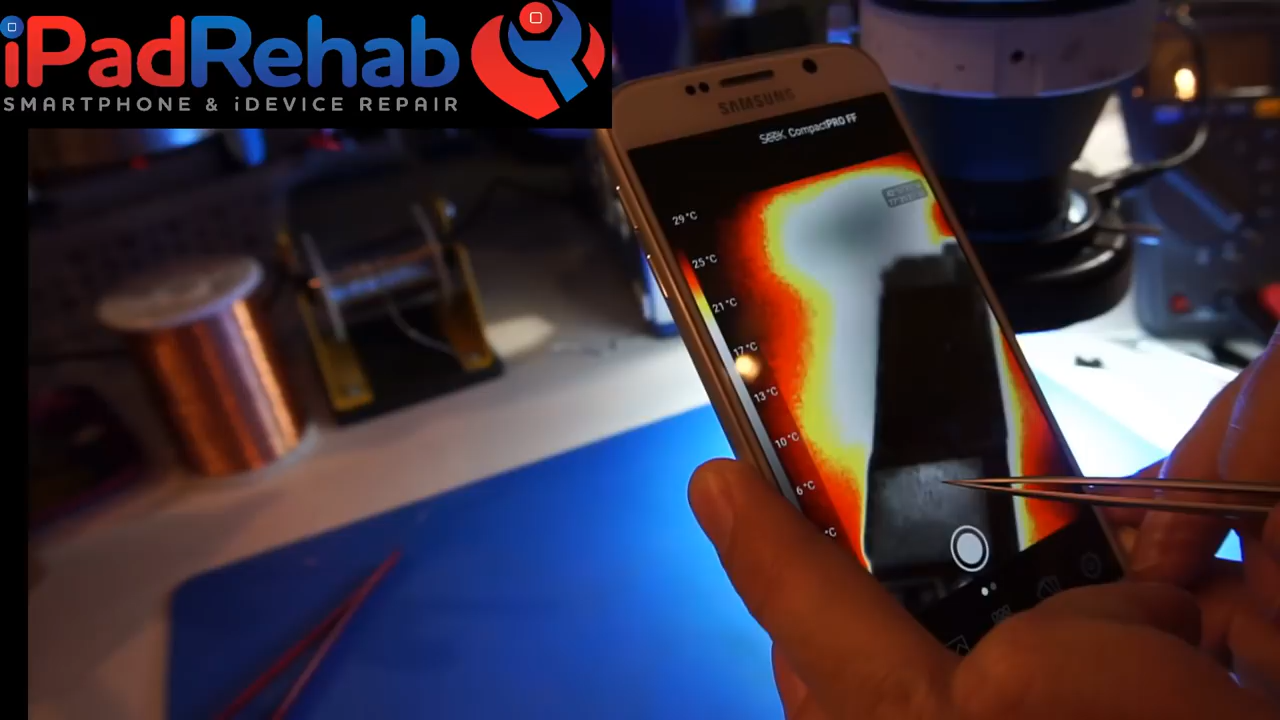 iPadRehab
SMARTPHONE & iDEVICE REPAIR
SAMSUNG
Seek. CompactPRO FF
29°C
25°C
21°C
17°C
13°C
10°C
6°C
°C